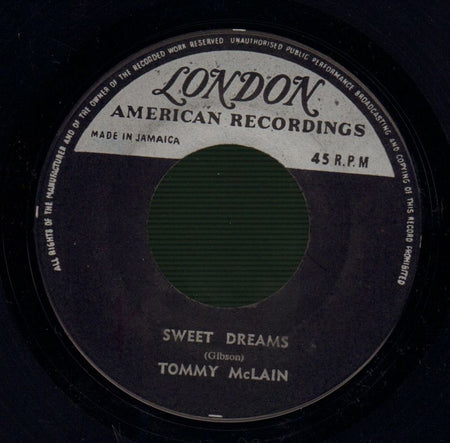 ALL RIGHTS OF THE MANUFACTURER AND OF THE OWNER OF THE RECORDED WORK RESERVED UNAUTHORISED PUBLIC PERFORMANCE BROADCASTING AND COPYING OF THIS RECORD PROHIBITED
LONDON
AMERICAN RECORDINGS
MADE IN JAMAICA
45 R.P.M
SWEET DREAMS
(Gibson)
TOMMY McLAIN